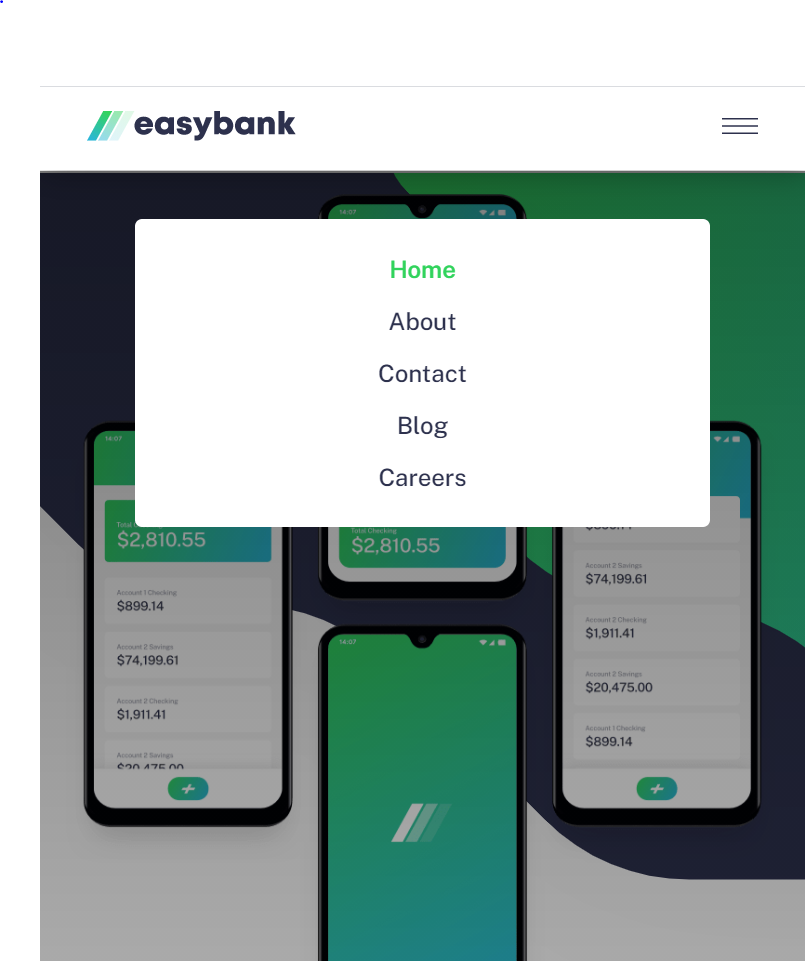 easybank
14:07
Home
About
Contact
Blog
Careers
14:07
Total
$2,810.55
Account 1 Checking
$899.14
Account 2 Savings
$74,199.61
Account 2 Checking
$1,911.41
Account 2 Savings
$20,475.00
Total Checking
$2,810.55
14:07
$899.14
Account 2 Savings
$74,199.61
Account 2 Checking
$1,911.41
Account 2 Savings
$20,475.00
Account 1 Checking
$899.14